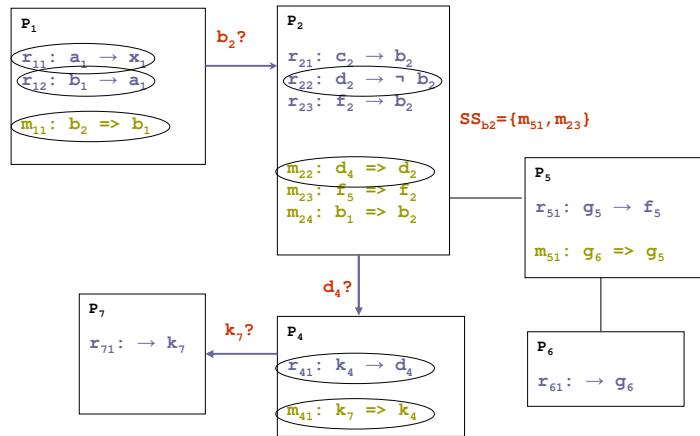 P₁
r₁₁: a₁ → x₁
r₁₂: b₁ → a₁
m₁₁: b₂ => b₁
b₂?
P₂
r₂₁: c₂ → b₂
r₂₂: d₂ → ¬ b₂
r₂₃: f₂ → b₂
m₂₂: d₄ => d₂
m₂₃: f₅ => f₂
m₂₄: b₁ => b₂
SS_b2={m₅₁,m₂₃}
P₅
r₅₁: g₅ → f₅
m₅₁: g₆ => g₅
d₄?
P₇
r₇₁: → k₇
k₇?
P₄
r₄₁: k₄ → d₄
m₄₁: k₇ => k₄
P₆
r₆₁: → g₆